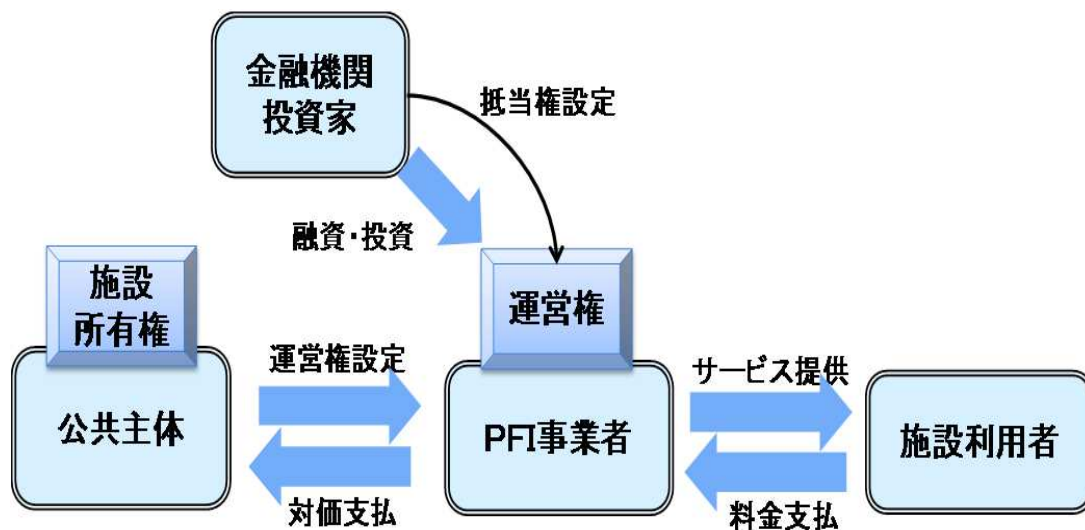 金融機関
投資家
抵当権設定
融資・投資
施設
所有権
運営権
運営権設定
サービス提供
公共主体
PFI事業者
施設利用者
対価支払
料金支払